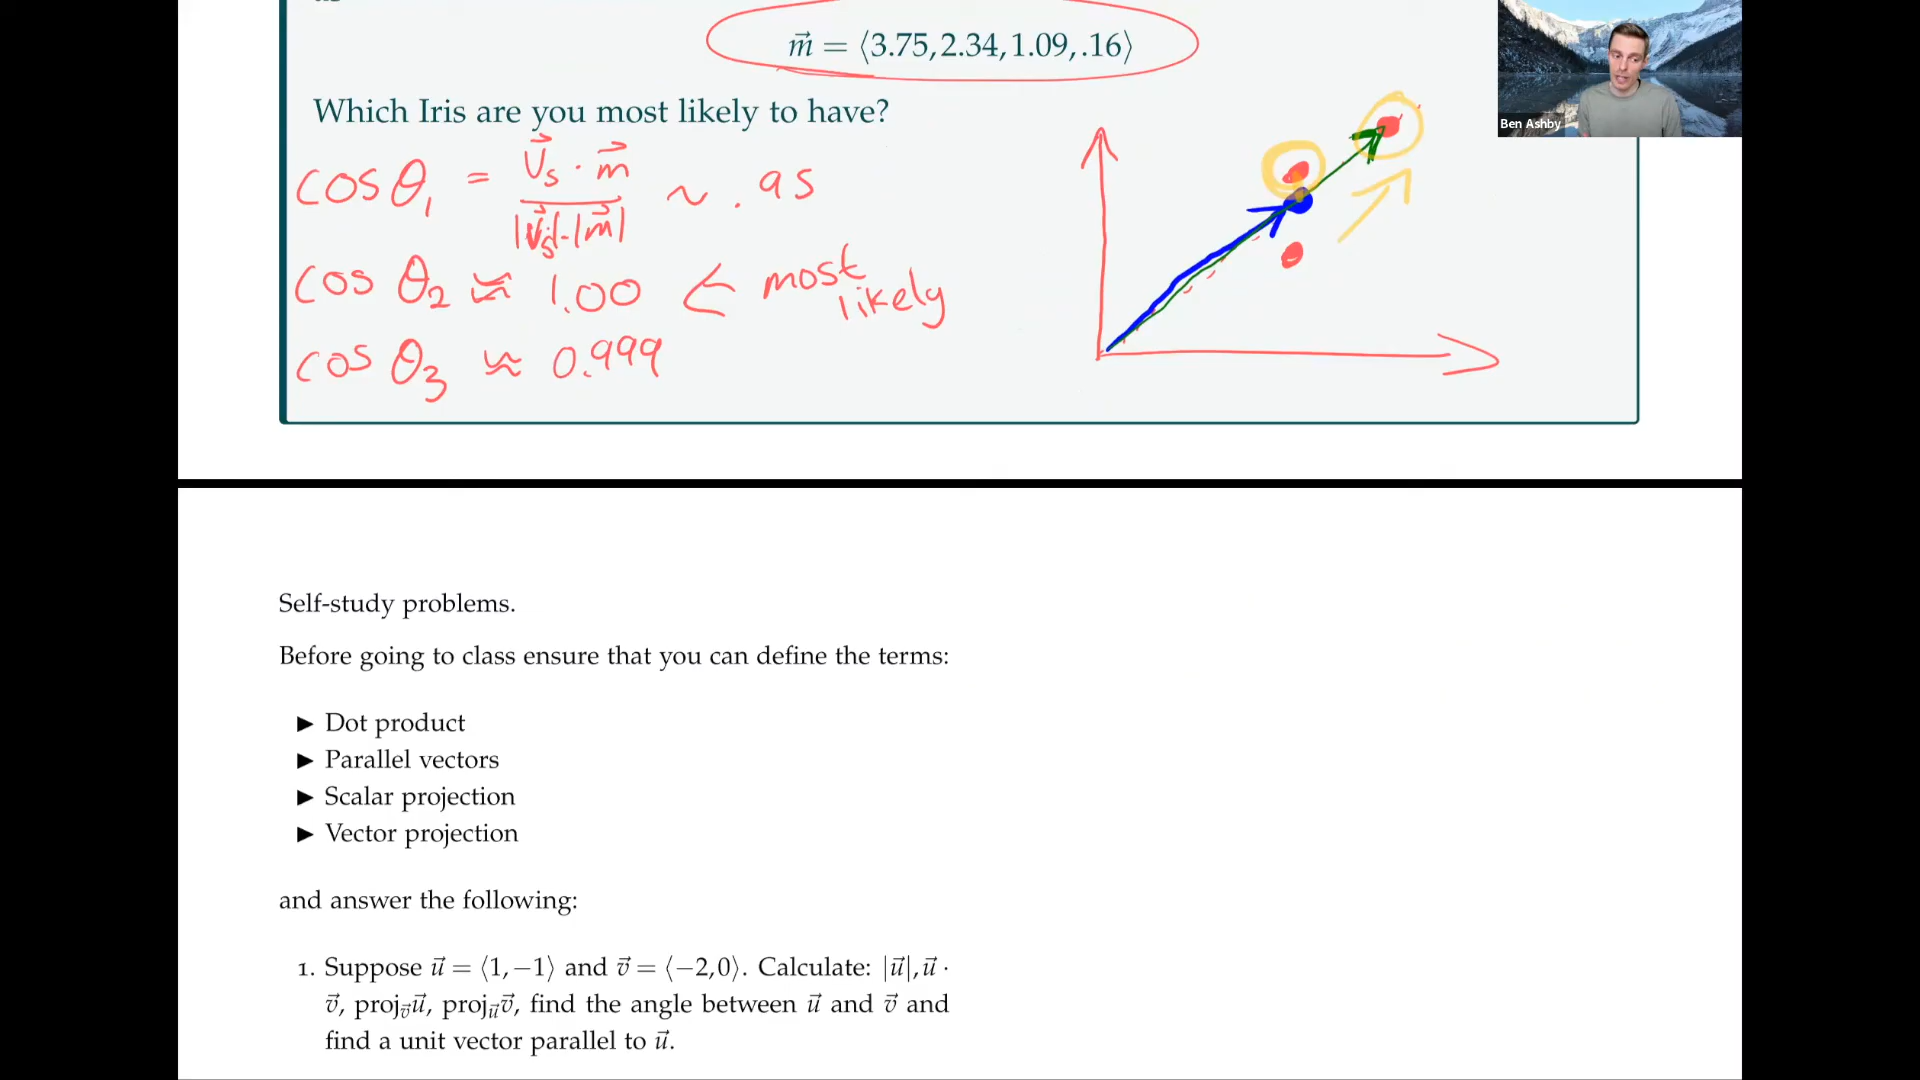 m⃗ = ⟨3.75, 2.34, 1.09, .16⟩
Ben Ashby
Which Iris are you most likely to have?
cos θ₁ = v⃗ₛ · m⃗ / |v⃗ₛ| · |m⃗| ~ .95
cos θ₂ ≈ 1.00 ← most likely
cos θ₃ ≈ 0.999
Self-study problems.
Before going to class ensure that you can define the terms:
▶ Dot product
▶ Parallel vectors
▶ Scalar projection
▶ Vector projection
and answer the following:
1. Suppose u⃗ = ⟨1, −1⟩ and v⃗ = ⟨−2, 0⟩. Calculate: |u⃗|, u⃗ ·
v⃗, proj_v⃗ u⃗, proj_u⃗ v⃗, find the angle between u⃗ and v⃗ and
find a unit vector parallel to u⃗.